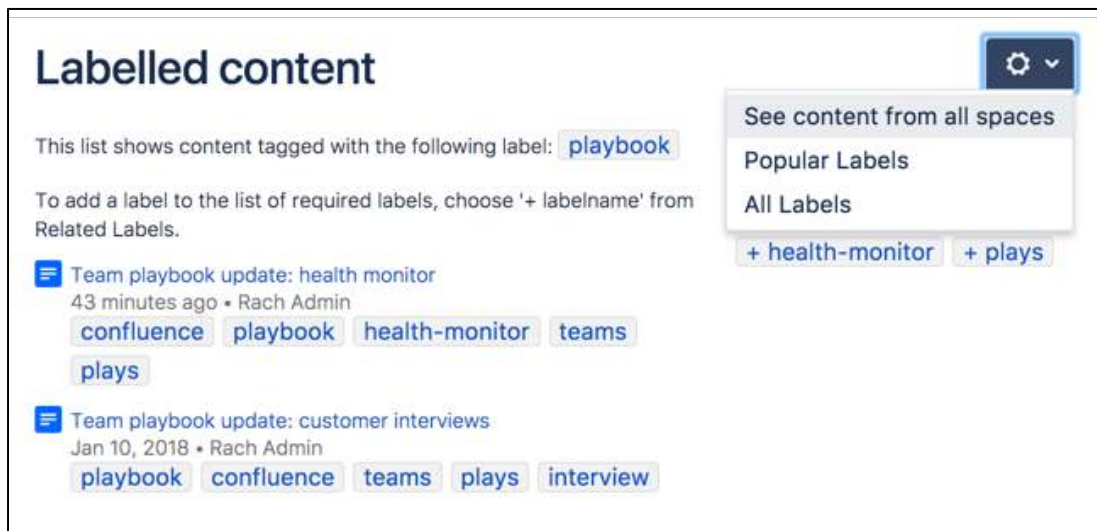 Labelled content
See content from all spaces
Popular Labels
All Labels
This list shows content tagged with the following label: playbook
To add a label to the list of required labels, choose '+ labelname' from
Related Labels.
+ health-monitor + plays
Team playbook update: health monitor
43 minutes ago • Rach Admin
confluence playbook health-monitor teams
plays
Team playbook update: customer interviews
Jan 10, 2018 • Rach Admin
playbook confluence teams plays interview